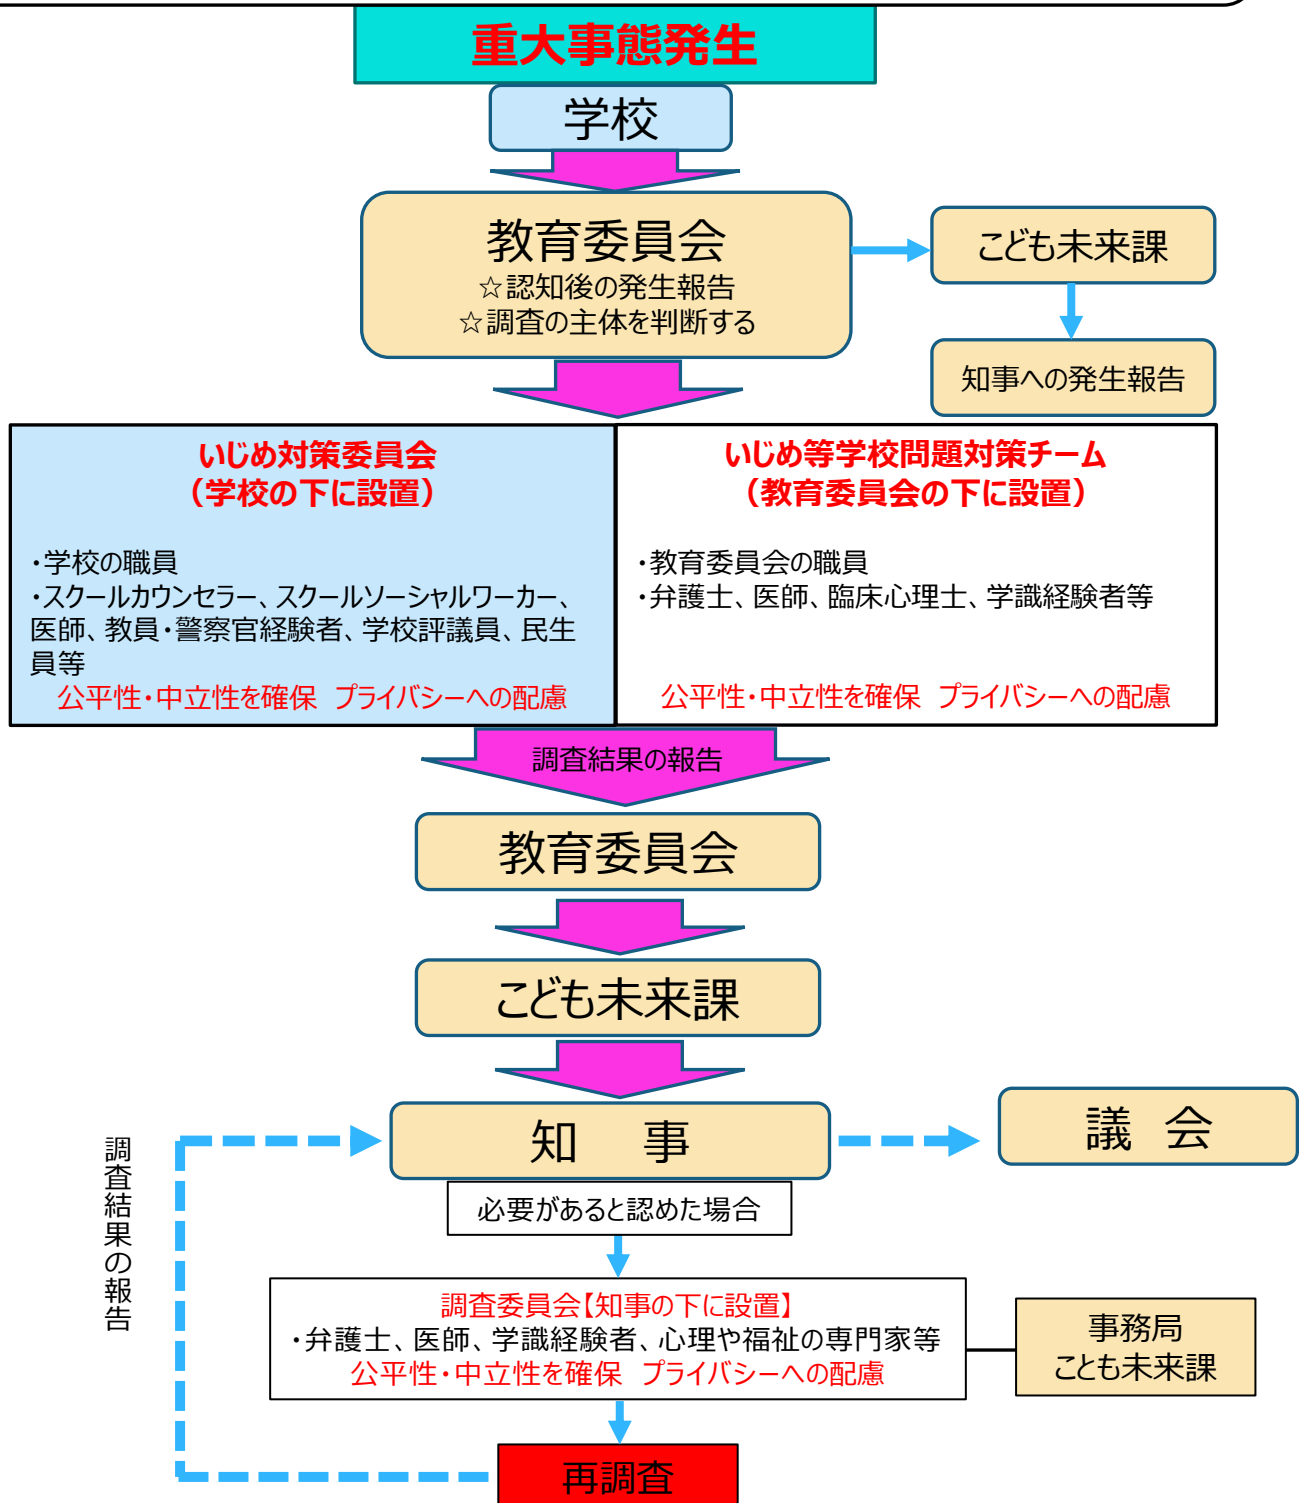 重大事態発生
学校
教育委員会
☆認知後の発生報告
☆調査の主体を判断する
こども未来課
知事への発生報告
いじめ対策委員会
（学校の下に設置）
・学校の職員
・スクールカウンセラー、スクールソーシャルワーカー、
医師、教員・警察官経験者、学校評議員、民生
員等
公平性・中立性を確保　プライバシーへの配慮
いじめ等学校問題対策チーム
（教育委員会の下に設置）
・教育委員会の職員
・弁護士、医師、臨床心理士、学識経験者等
公平性・中立性を確保　プライバシーへの配慮
調査結果の報告
教育委員会
こども未来課
知　事
議　会
必要があると認めた場合
調査結果の報告
調査委員会【知事の下に設置】
・弁護士、医師、学識経験者、心理や福祉の専門家等
公平性・中立性を確保　プライバシーへの配慮
事務局
こども未来課
再調査